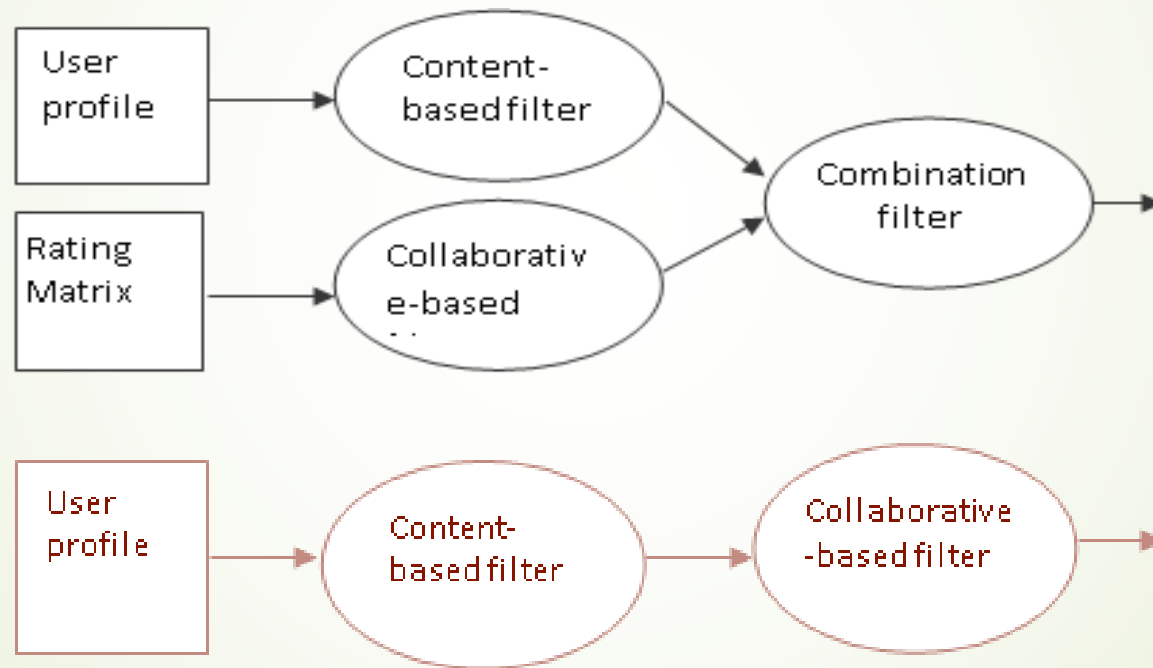 User
profile
Content-
based filter
Combination
filter
Rating
Matrix
Collaborativ
e-based
User
profile
Content-
based filter
Collaborative
-based filter